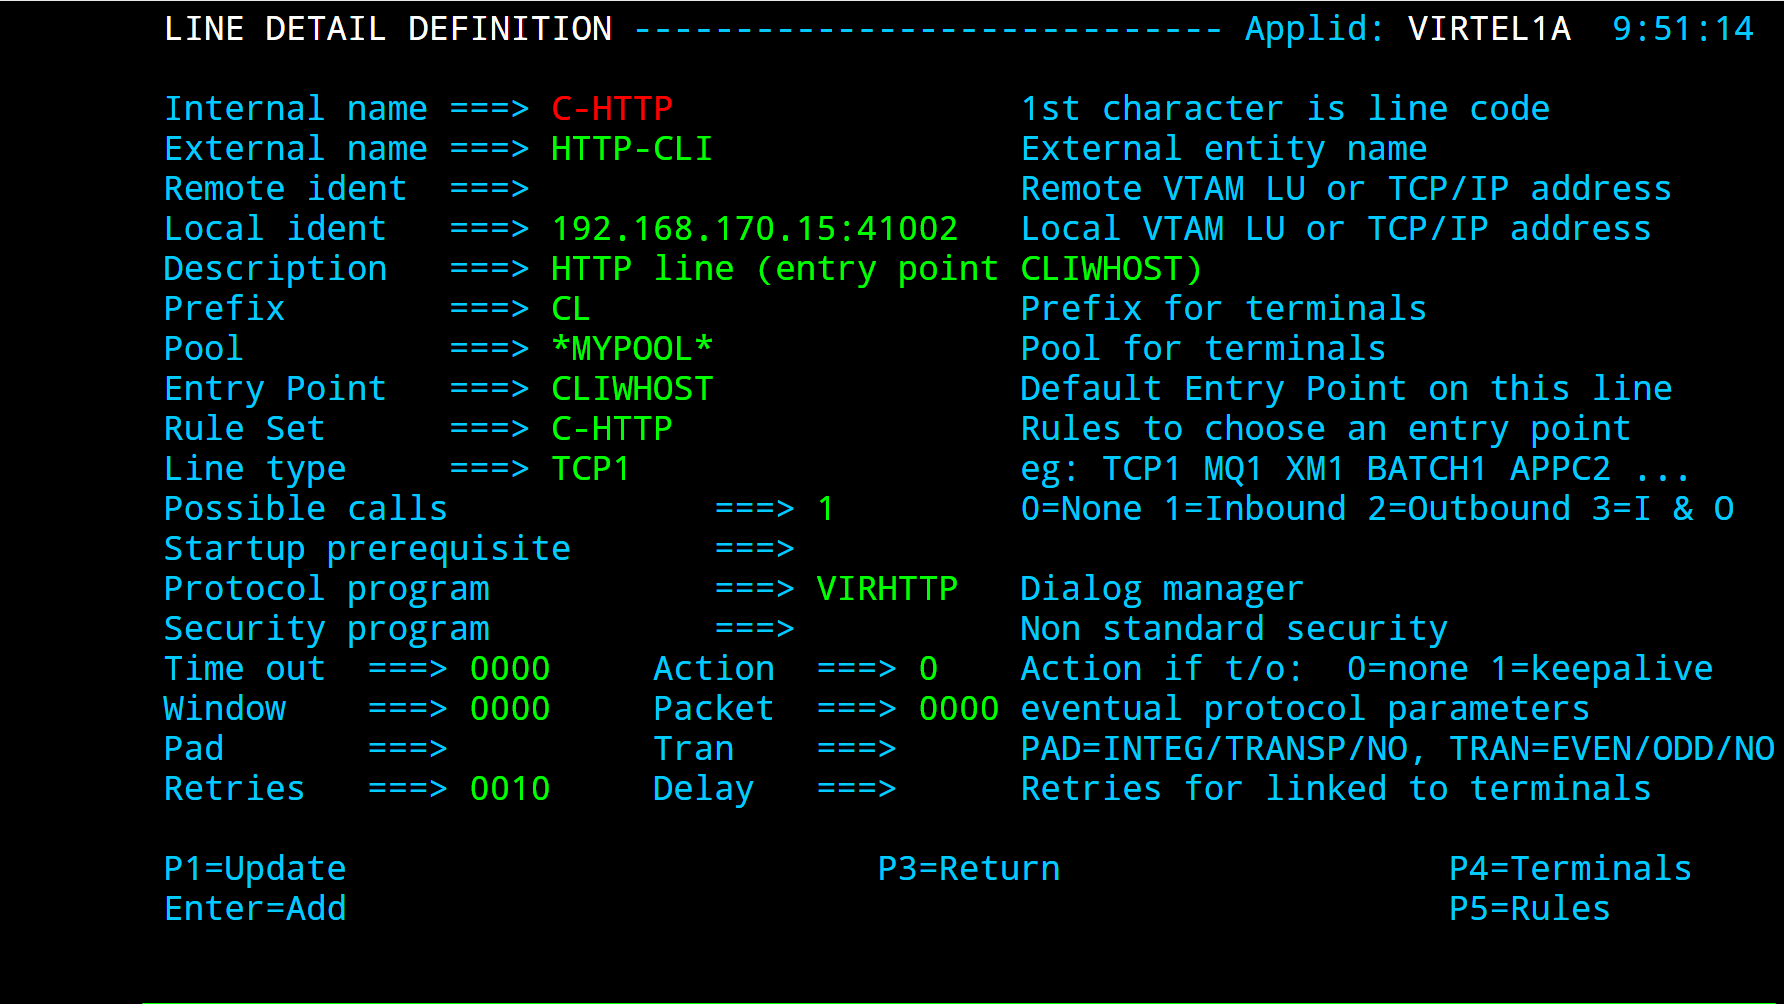 LINE DETAIL DEFINITION ----------------------------- Applid: VIRTEL1A 9:51:14
Internal name ===> C-HTTP 1st character is line code
External name ===> HTTP-CLI External entity name
Remote ident ===> Remote VTAM LU or TCP/IP address
Local ident ===> 192.168.170.15:41002 Local VTAM LU or TCP/IP address
Description ===> HTTP line (entry point CLIWHOST)
Prefix ===> CL Prefix for terminals
Pool ===> *MYPOOL* Pool for terminals
Entry Point ===> CLIWHOST Default Entry Point on this line
Rule Set ===> C-HTTP Rules to choose an entry point
Line type ===> TCP1 eg: TCP1 MQ1 XM1 BATCH1 APPC2 ...
Possible calls ===> 1 0=None 1=Inbound 2=Outbound 3=I & O
Startup prerequisite ===>
Protocol program ===> VIRHTTP Dialog manager
Security program ===> Non standard security
Time out ===> 0000 Action ===> 0 Action if t/o: 0=none 1=keepalive
Window ===> 0000 Packet ===> 0000 eventual protocol parameters
Pad ===> Tran ===> PAD=INTEG/TRANSP/NO, TRAN=EVEN/ODD/NO
Retries ===> 0010 Delay ===> Retries for linked to terminals
P1=Update P3=Return P4=Terminals
Enter=Add P5=Rules